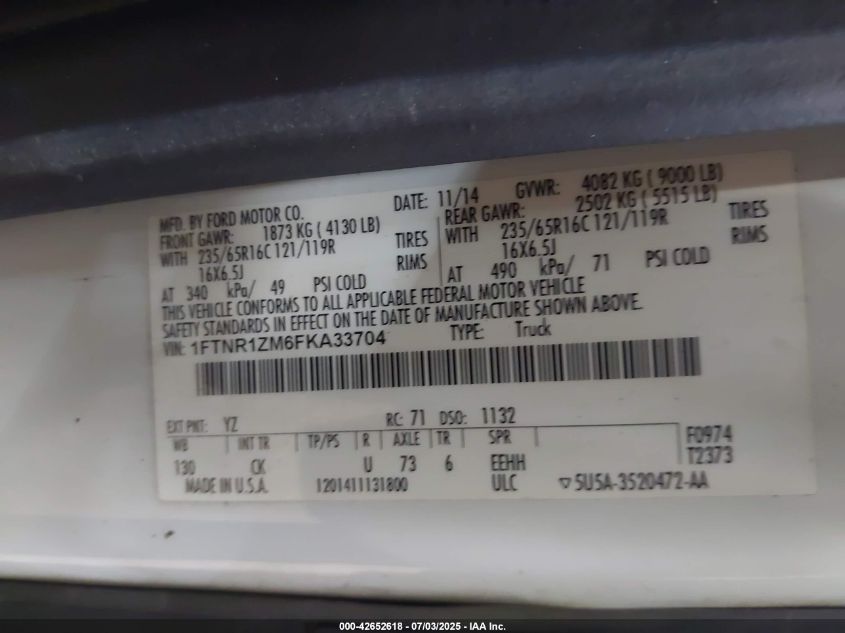 MFD. BY FORD MOTOR CO. DATE: 11/14 GVWR: 4082 KG ( 9000 LB)
FRONT GAWR: 1873 KG ( 4130 LB) REAR GAWR: 2502 KG ( 5515 LB)
WITH 235/65R16C 121/119R TIRES WITH 235/65R16C 121/119R TIRES
16X6.5J RIMS 16X6.5J RIMS
AT 340 kPa/ 49 PSI COLD AT 490 kPa/ 71 PSI COLD
THIS VEHICLE CONFORMS TO ALL APPLICABLE FEDERAL MOTOR VEHICLE
SAFETY STANDARDS IN EFFECT ON THE DATE OF MANUFACTURE SHOWN ABOVE.
VIN: 1FTNR1ZM6FKA33704 TYPE: Truck
EXT PNT: YZ RC: 71 DSO: 1132
WB INT TR TP/PS R AXLE TR SPR F0974
130 CK U 73 6 EEHH T2373
MADE IN U.S.A. 1201411131800 ULC ▽5U5A-3520472-AA
000-42652618 - 07/03/2025 - IAA Inc.